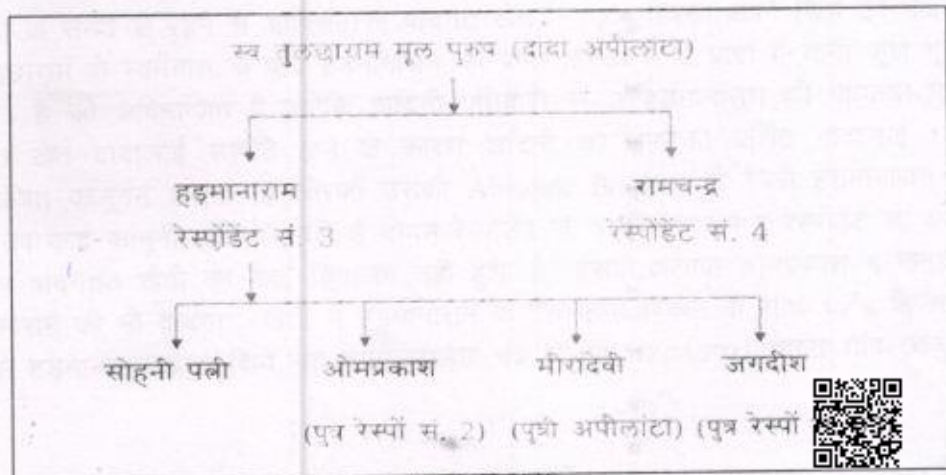 स्व तुलछाराम मूल पुरुष (दादा अपीलांटा)
हड़मानाराम रामचन्द्र
रेस्पोडेंट सं. 3 रेस्पोडेंट सं. 4
सोहनी पत्नी ओमप्रकाश मीरादेवी जगदीश
(पुत्र रेस्पों सं. 2) (पुत्री अपीलांटा) (पुत्र रेस्पों